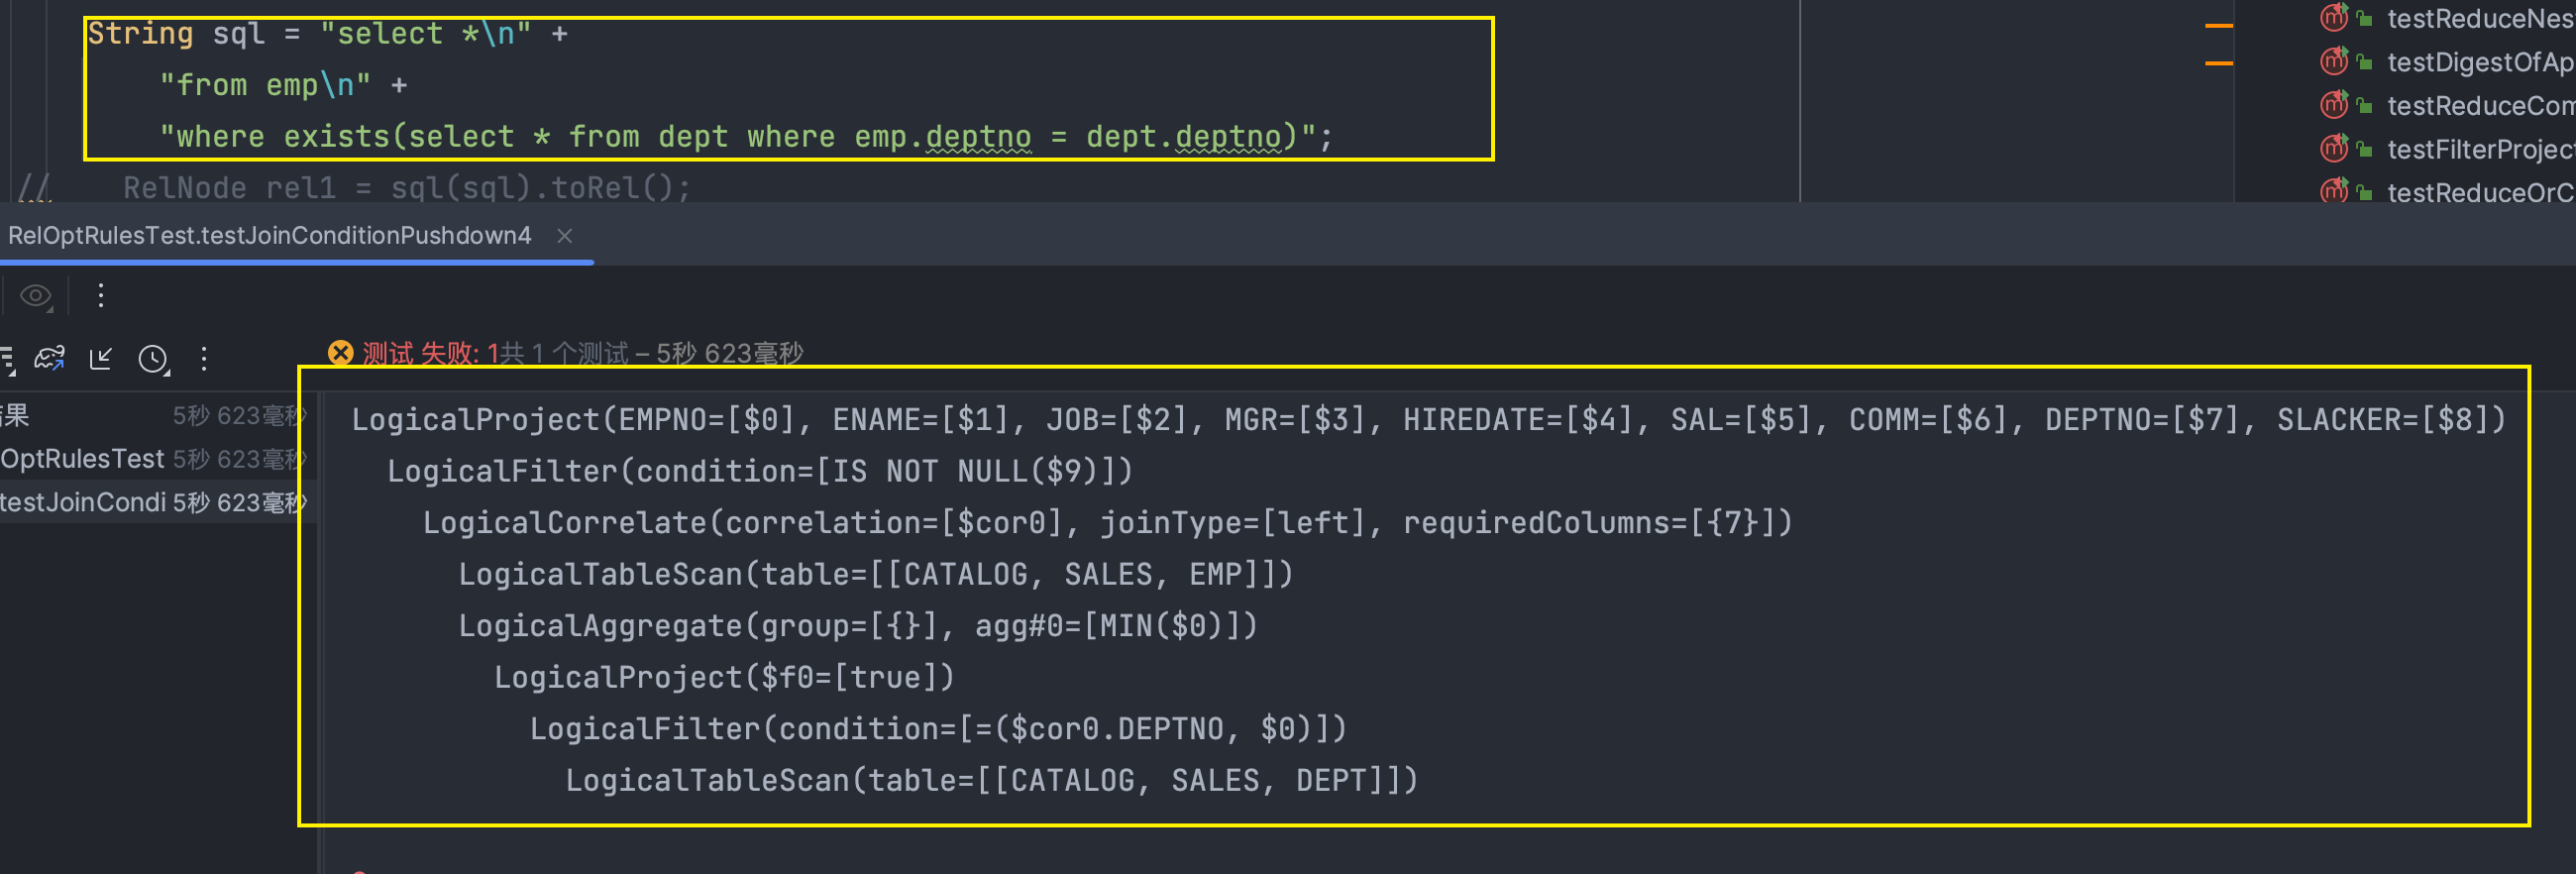 String sql = "select *\n" +
"from emp\n" +
"where exists(select * from dept where emp.deptno = dept.deptno)";
// RelNode rel1 = sql(sql).toRel();
testReduceNes
testDigestOfAp
testReduceCom
testFilterProject
testReduceOrC
RelOptRulesTest.testJoinConditionPushdown4
测试 失败: 1共 1 个测试 – 5秒 623毫秒
果 5秒 623毫秒
OptRulesTest 5秒 623毫秒
testJoinCondi 5秒 623毫秒
LogicalProject(EMPNO=[$0], ENAME=[$1], JOB=[$2], MGR=[$3], HIREDATE=[$4], SAL=[$5], COMM=[$6], DEPTNO=[$7], SLACKER=[$8])
LogicalFilter(condition=[IS NOT NULL($9)])
LogicalCorrelate(correlation=[$cor0], joinType=[left], requiredColumns=[{7}])
LogicalTableScan(table=[[CATALOG, SALES, EMP]])
LogicalAggregate(group=[{}], agg#0=[MIN($0)])
LogicalProject($f0=[true])
LogicalFilter(condition=[=($cor0.DEPTNO, $0)])
LogicalTableScan(table=[[CATALOG, SALES, DEPT]])